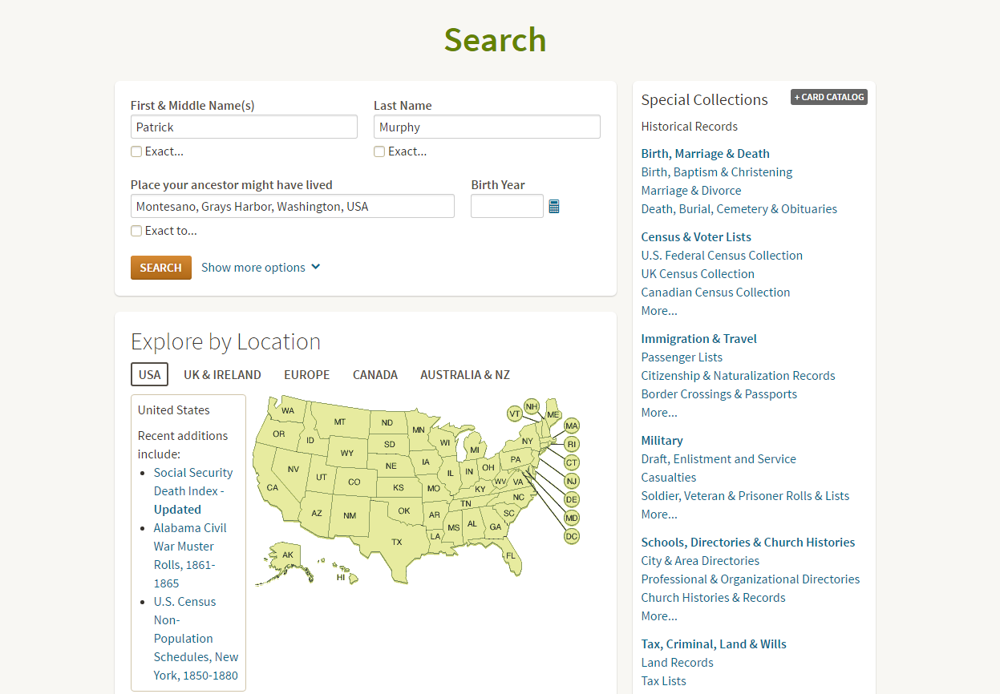 Search
First & Middle Name(s)
Last Name
Patrick
Murphy
Exact...
Exact...
Place your ancestor might have lived
Birth Year
Montesano, Grays Harbor, Washington, USA
Exact to...
SEARCH
Show more options
Explore by Location
USA
UK & IRELAND
EUROPE
CANADA
AUSTRALIA & NZ
United States
Recent additions
include:
Social Security
Death Index -
Updated
Alabama Civil
War Muster
Rolls, 1861-
1865
U.S. Census
Non-
Population
Schedules, New
York, 1850-1880
WA
OR
ID
MT
ND
MN
SD
WY
NV
UT
CO
NE
IA
WI
MI
CA
AZ
NM
KS
MO
IL
IN
OH
PA
NY
VT
NH
ME
MA
RI
CT
NJ
DE
MD
DC
WV
VA
KY
NC
TN
SC
OK
AR
MS
AL
GA
LA
TX
FL
AK
HI
Special Collections
+ CARD CATALOG
Historical Records
Birth, Marriage & Death
Birth, Baptism & Christening
Marriage & Divorce
Death, Burial, Cemetery & Obituaries
Census & Voter Lists
U.S. Federal Census Collection
UK Census Collection
Canadian Census Collection
More...
Immigration & Travel
Passenger Lists
Citizenship & Naturalization Records
Border Crossings & Passports
More...
Military
Draft, Enlistment and Service
Casualties
Soldier, Veteran & Prisoner Rolls & Lists
More...
Schools, Directories & Church Histories
City & Area Directories
Professional & Organizational Directories
Church Histories & Records
More...
Tax, Criminal, Land & Wills
Land Records
Tax Lists